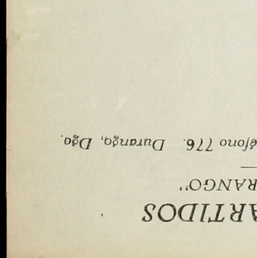 ARTIDOS
RANGO".
éfono 776. Durango, Dgo.